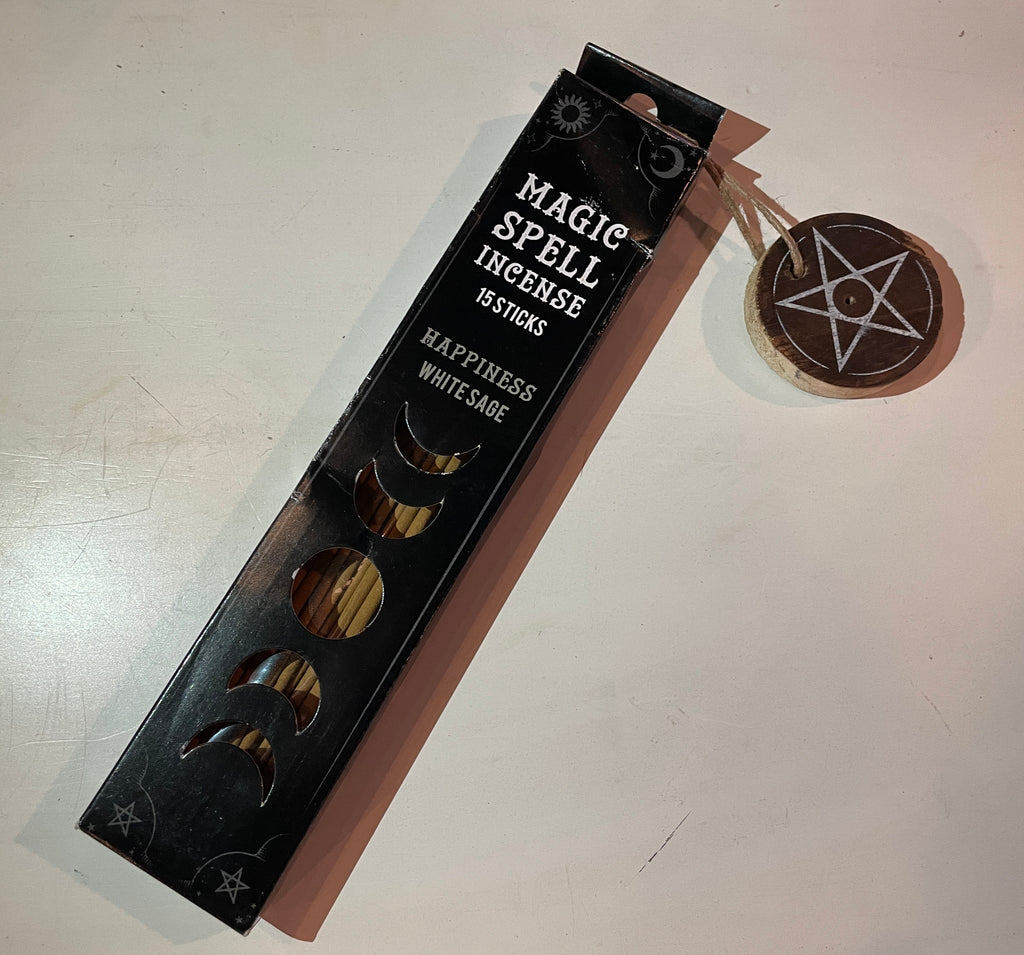 MAGIC
SPELL
INCENSE
15 STICKS
HAPPINESS
WHITE SAGE